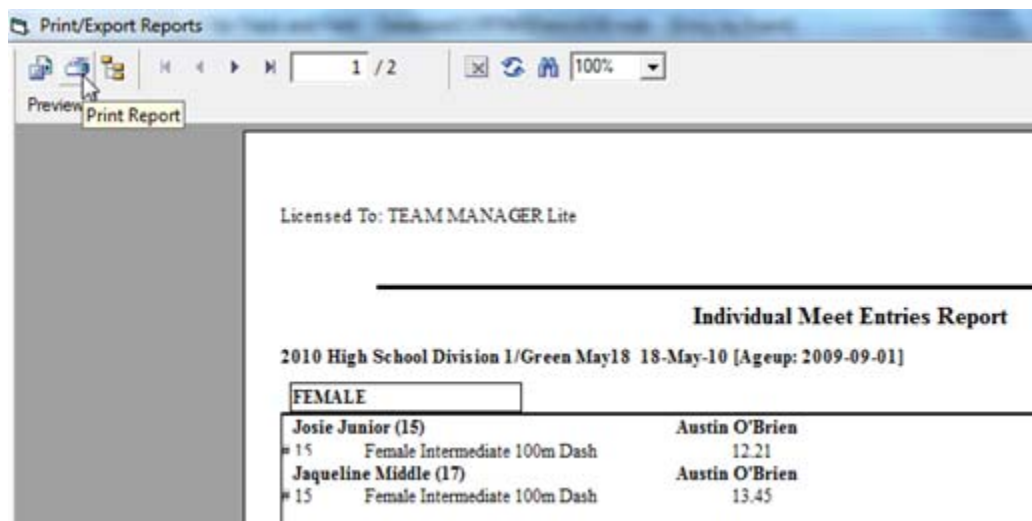 Print/Export Reports
1 /2 100%
Preview
Print Report
Licensed To: TEAM MANAGER Lite
Individual Meet Entries Report
2010 High School Division 1/Green May18 18-May-10 [Ageup: 2009-09-01]
FEMALE
Josie Junior (15) Austin O'Brien
# 15 Female Intermediate 100m Dash 12.21
Jaqueline Middle (17) Austin O'Brien
# 15 Female Intermediate 100m Dash 13.45